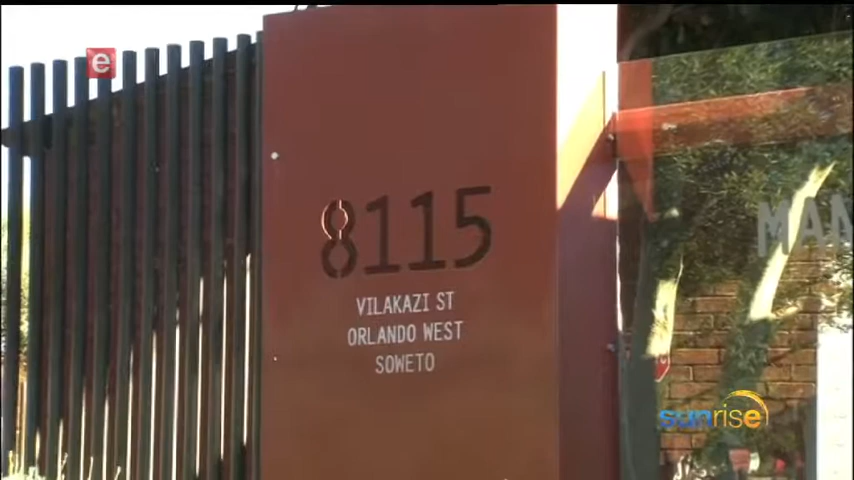 e
8115
VILAKAZI ST
ORLANDO WEST
SOWETO
MAN
sunrise